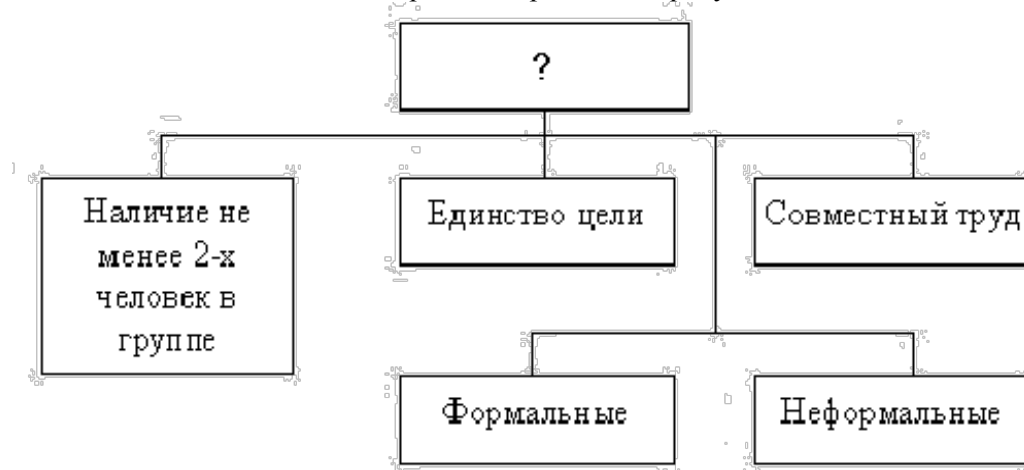 ?
Наличие не
менее 2-х
человек в
группе
Единство цели
Совместный труд
Формальные
Неформальные